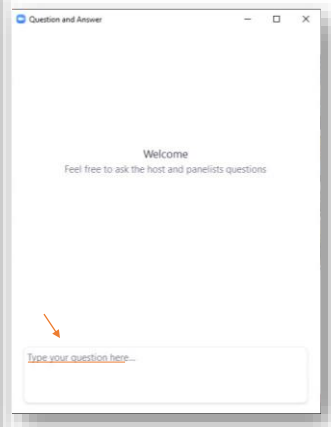 Question and Answer
Welcome
Feel free to ask the host and panelists questions
Type your question here...